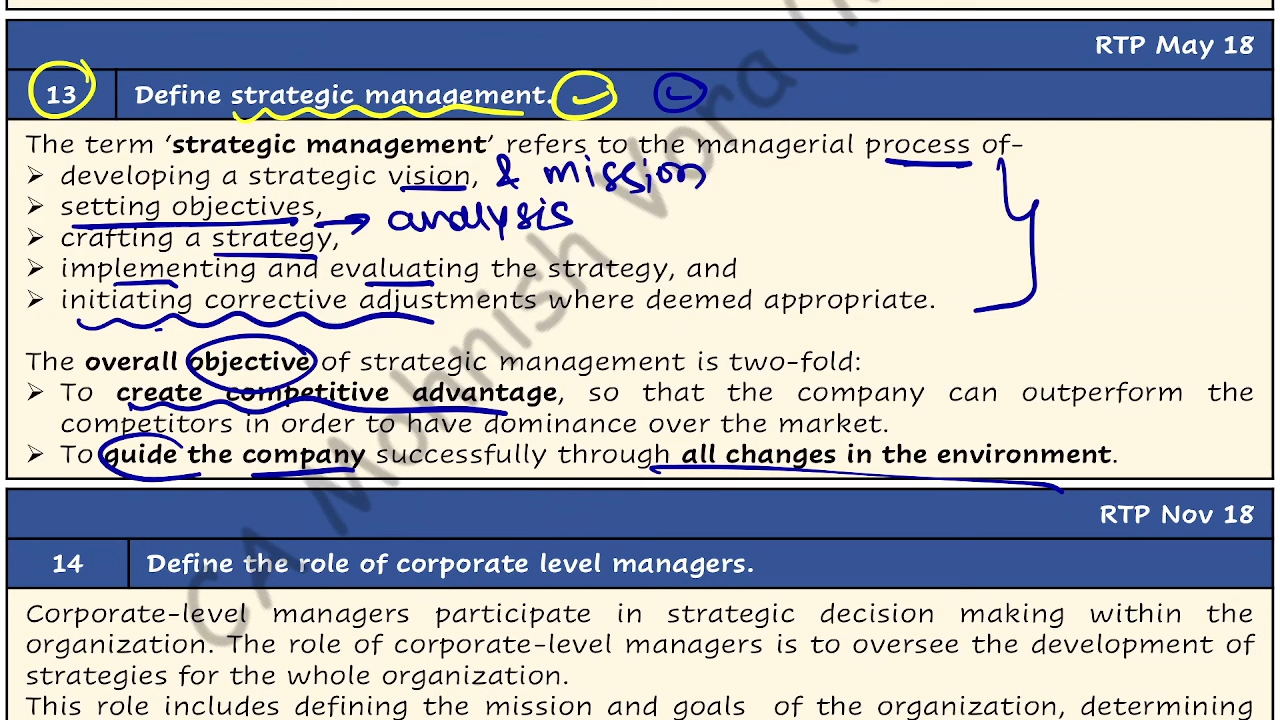 RTP May 18
13 Define strategic management.
The term ‘strategic management’ refers to the managerial process of-
➢ developing a strategic vision, & mission
➢ setting objectives, → analysis
➢ crafting a strategy,
➢ implementing and evaluating the strategy, and
➢ initiating corrective adjustments where deemed appropriate.
The overall objective of strategic management is two-fold:
➢ To create competitive advantage, so that the company can outperform the
competitors in order to have dominance over the market.
➢ To guide the company successfully through all changes in the environment.
RTP Nov 18
14 Define the role of corporate level managers.
Corporate-level managers participate in strategic decision making within the
organization. The role of corporate-level managers is to oversee the development of
strategies for the whole organization.
This role includes defining the mission and goals of the organization, determining
CA Mohnish Vora